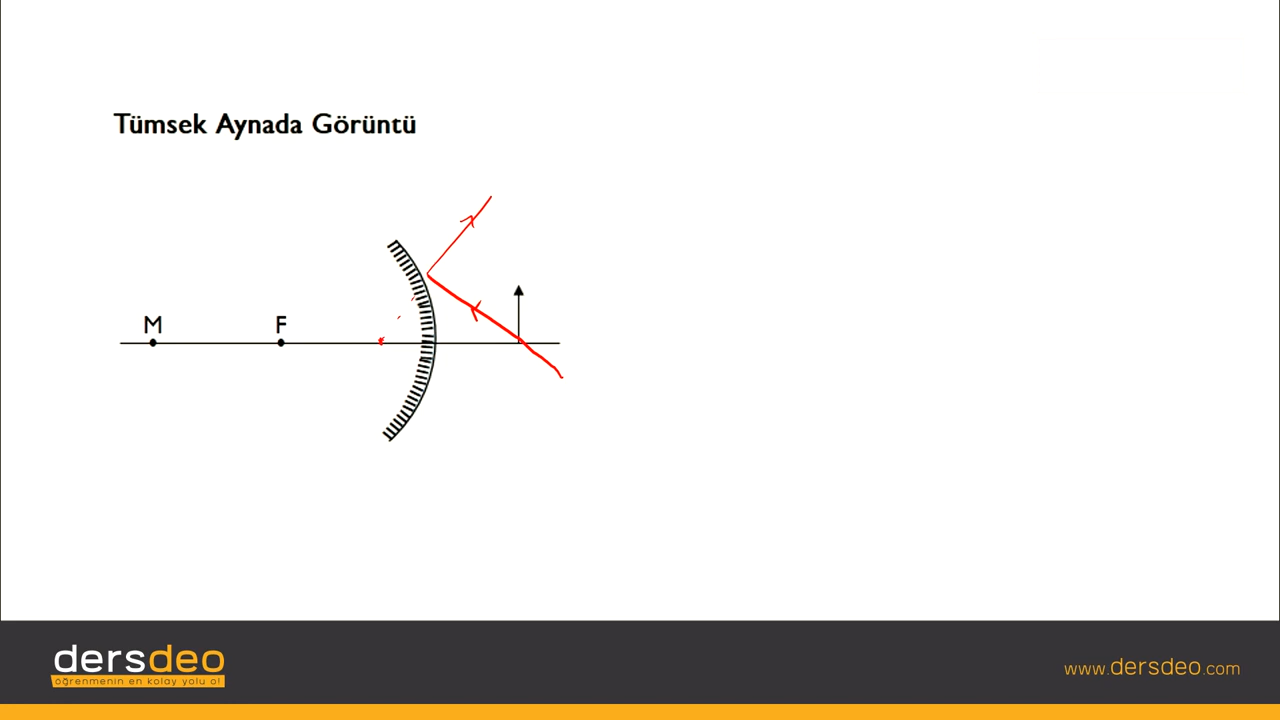 Tümsek Aynada Görüntü
M
F
dersdeo
öğrenmenin en kolay yolu o!
www.dersdeo.com